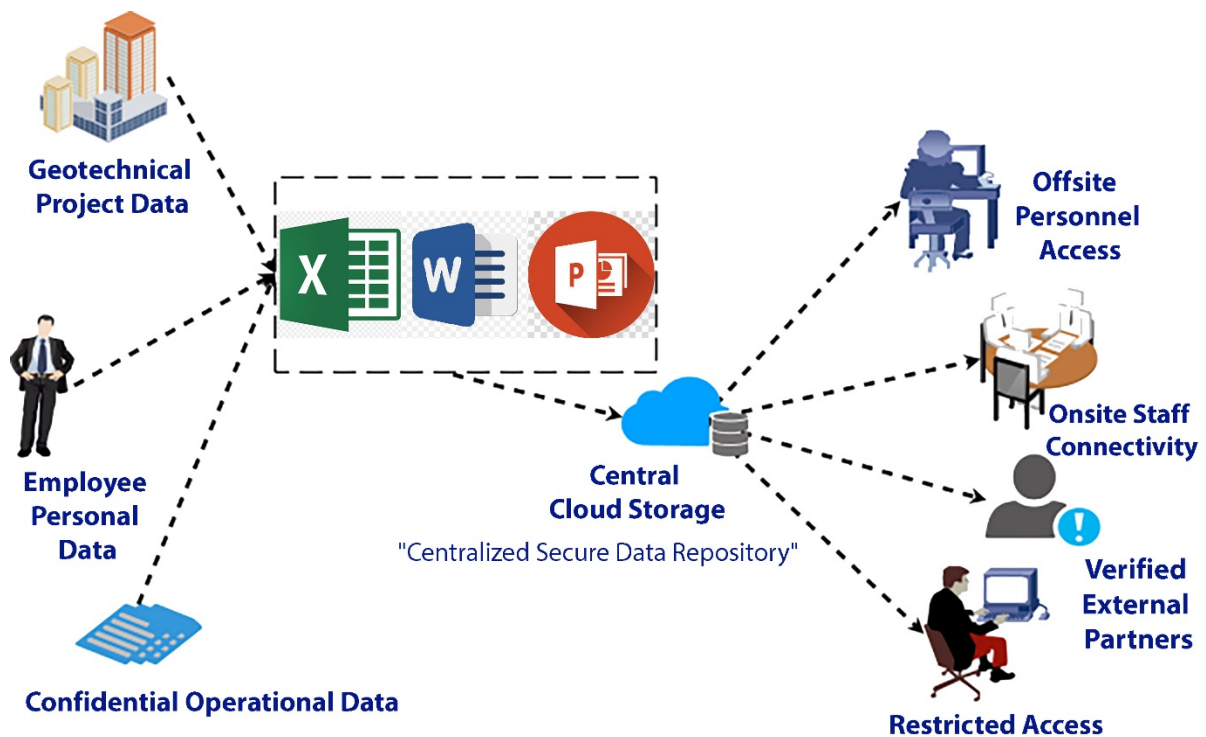 Geotechnical
Project Data
X
W
P
Offsite
Personnel
Access
Onsite Staff
Connectivity
Employee
Personal
Data
Central
Cloud Storage
"Centralized Secure Data Repository"
!
Verified
External
Partners
Confidential Operational Data
Restricted Access